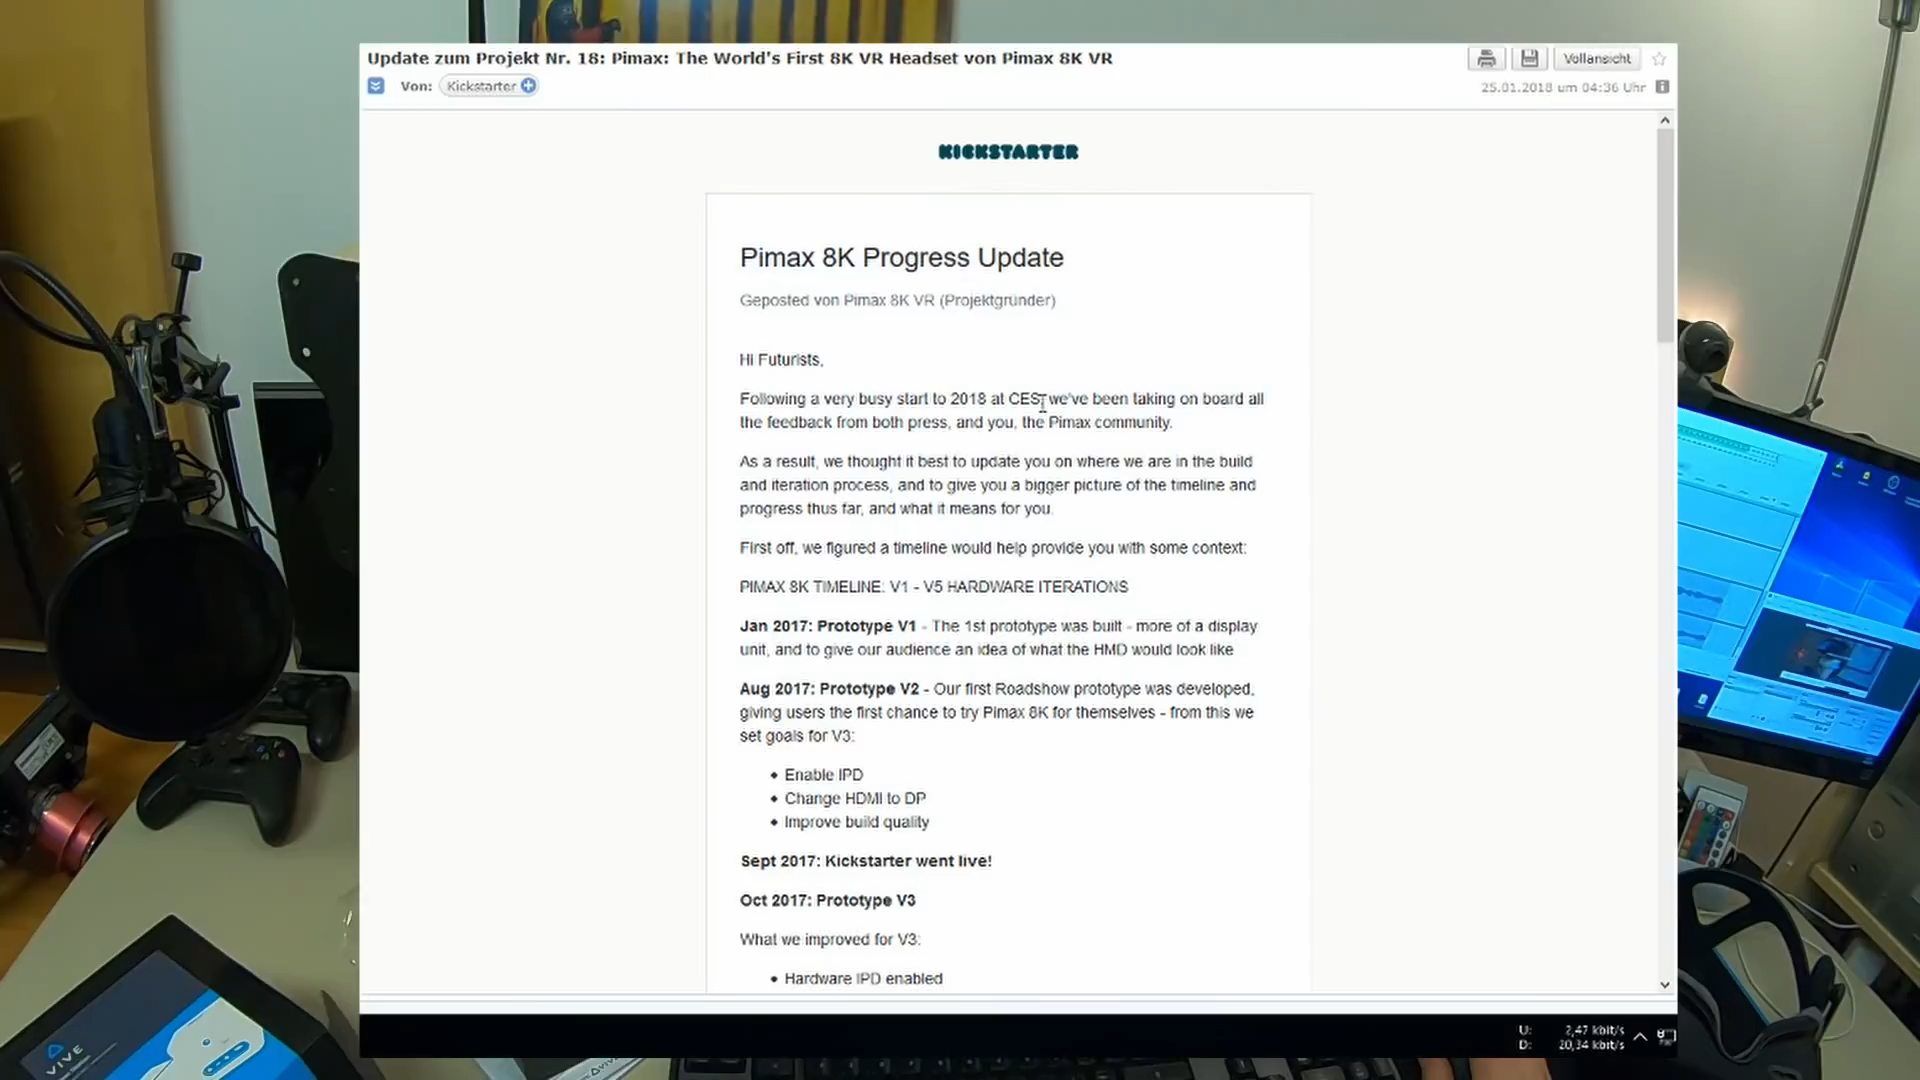 Update zum Projekt Nr. 18: Pimax: The World's First 8K VR Headset von Pimax 8K VR
Vollansicht
Von: Kickstarter
25.01.2018 um 04:36 Uhr
KICKSTARTER
Pimax 8K Progress Update
Geposted von Pimax 8K VR (Projektgründer)
Hi Futurists,
Following a very busy start to 2018 at CES, we've been taking on board all
the feedback from both press, and you, the Pimax community.
As a result, we thought it best to update you on where we are in the build
and iteration process, and to give you a bigger picture of the timeline and
progress thus far, and what it means for you.
First off, we figured a timeline would help provide you with some context:
PIMAX 8K TIMELINE: V1 - V5 HARDWARE ITERATIONS
Jan 2017: Prototype V1 - The 1st prototype was built - more of a display
unit, and to give our audience an idea of what the HMD would look like
Aug 2017: Prototype V2 - Our first Roadshow prototype was developed,
giving users the first chance to try Pimax 8K for themselves - from this we
set goals for V3:
• Enable IPD
• Change HDMI to DP
• Improve build quality
Sept 2017: Kickstarter went live!
Oct 2017: Prototype V3
What we improved for V3:
• Hardware IPD enabled
U: 2,47 kbit/s
D: 20,34 kbit/s
VIVE